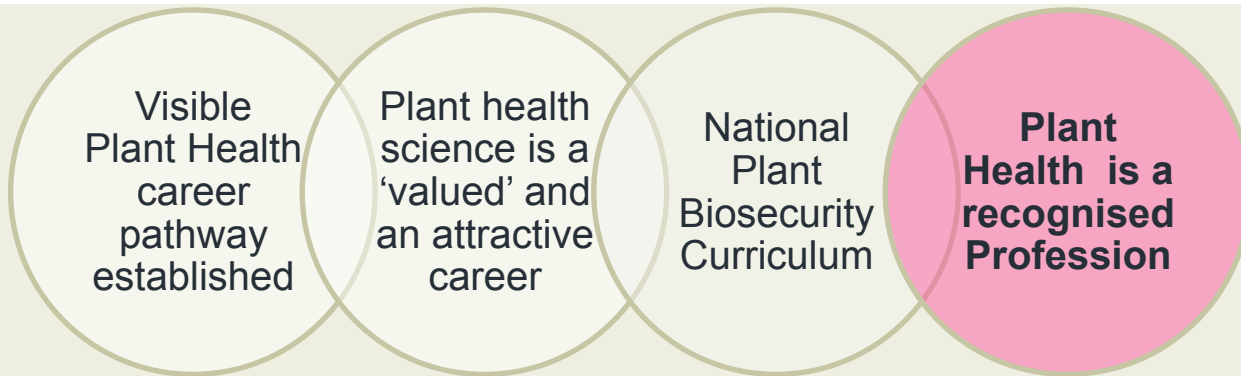 Visible
Plant Health
career
pathway
established
Plant health
science is a
‘valued’ and
an attractive
career
National
Plant
Biosecurity
Curriculum
Plant
Health is a
recognised
Profession